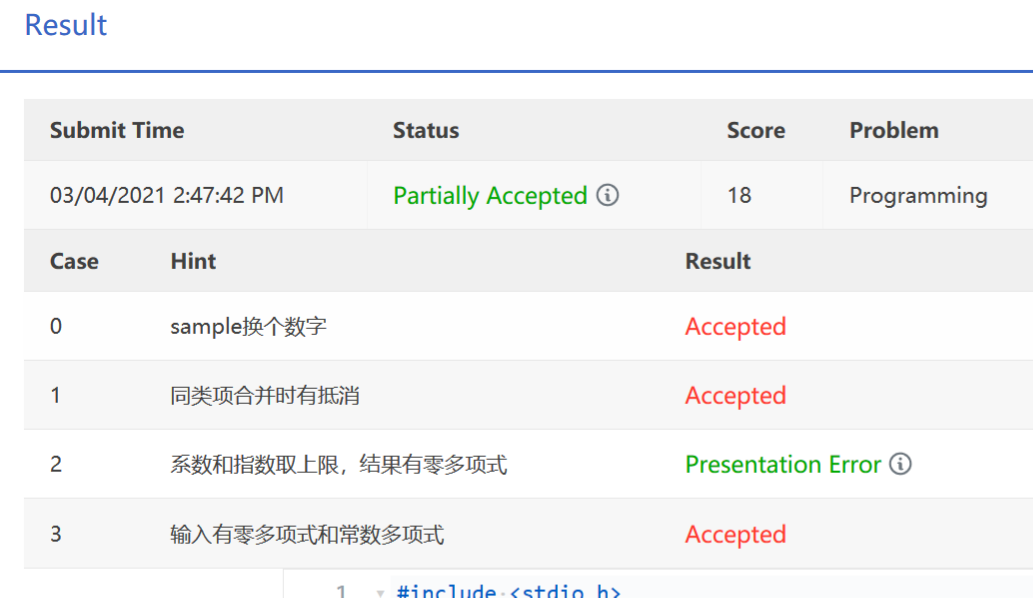 Result
Submit Time Status Score Problem
03/04/2021 2:47:42 PM Partially Accepted 18 Programming
Case Hint Result
0 sample换个数字 Accepted
1 同类项合并时有抵消 Accepted
2 系数和指数取上限，结果有零多项式 Presentation Error
3 输入有零多项式和常数多项式 Accepted
1 #include <stdio.h>